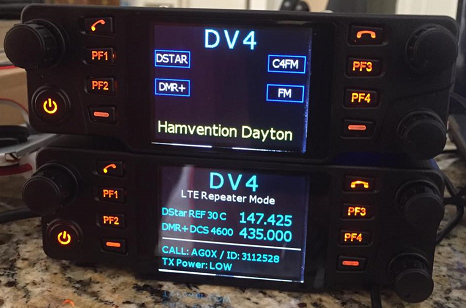 DV4
DSTAR
C4FM
PF1
PF3
DMR+
FM
PF2
PF4
Hamvention Dayton
DV4
LTE Repeater Mode
PF1
DStar REF 30 C 147.425
PF3
PF2
DMR+ DCS 4600 435.000
PF4
CALL: AG0X / ID: 3112528
TX Power: LOW